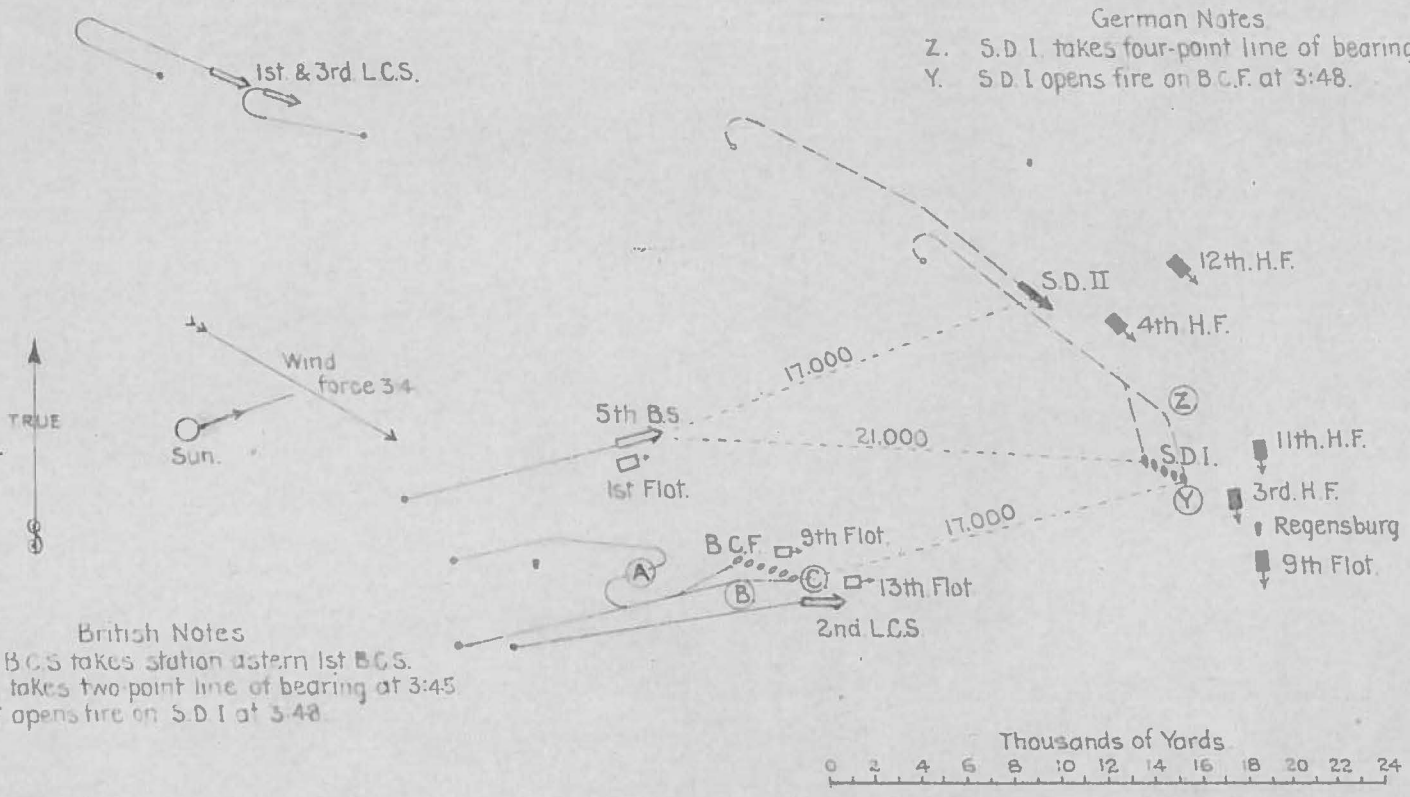 German Notes
Z. S.D I. takes four-point line of bearing
Y. S.D. I opens fire on B.C.F. at 3:48.
1st. & 3rd. L.C.S.
12th. H.F.
S.D. II
4th H.F.
Wind
force 3-4
17.000
TRUE
Sun.
5th B.S.
21.000
Z
11th. H.F.
S.D.I.
1st Flot.
3rd. H.F.
Y
17.000
Regensburg
B C.F.
9th Flot.
9th Flot.
A
B
C
13th Flot
2nd. L.C.S.
British Notes
B.C.S takes station astern 1st B.C.S.
takes two point line of bearing at 3:45
opens fire on S.D. I at 3.48.
Thousands of Yards
0 2 4 6 8 10 12 14 16 18 20 22 24